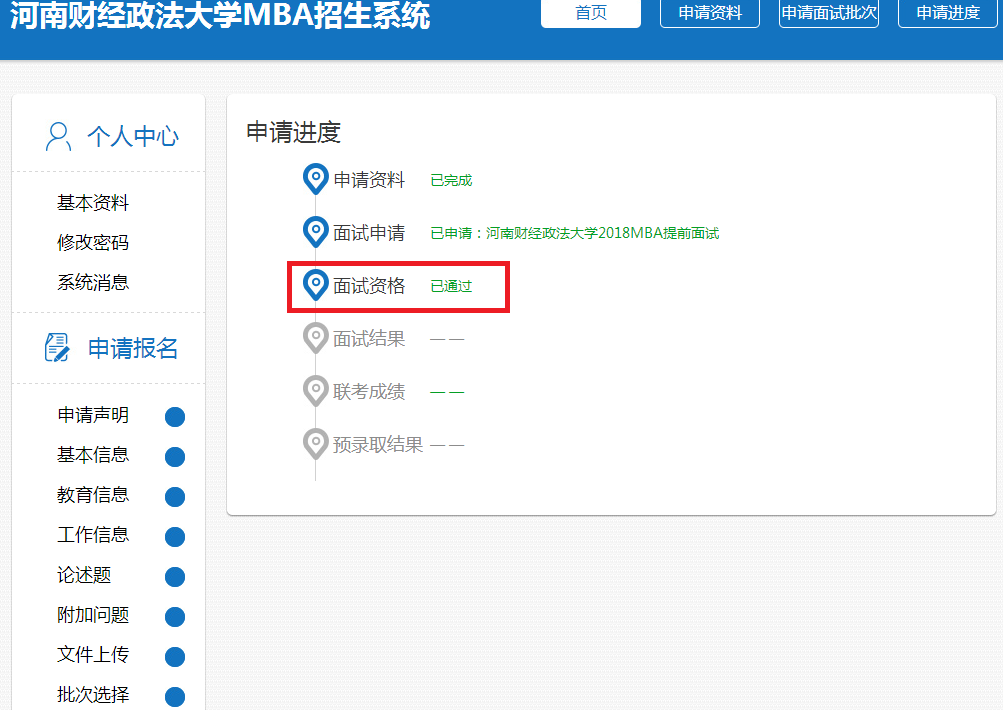 河南财经政法大学MBA招生系统
首页
申请资料
申请面试批次
申请进度
个人中心
基本资料
修改密码
系统消息
申请报名
申请声明
基本信息
教育信息
工作信息
论述题
附加问题
文件上传
批次选择
申请进度
申请资料 已完成
面试申请 已申请：河南财经政法大学2018MBA提前面试
面试资格 已通过
面试结果 — —
联考成绩 — —
预录取结果 — —